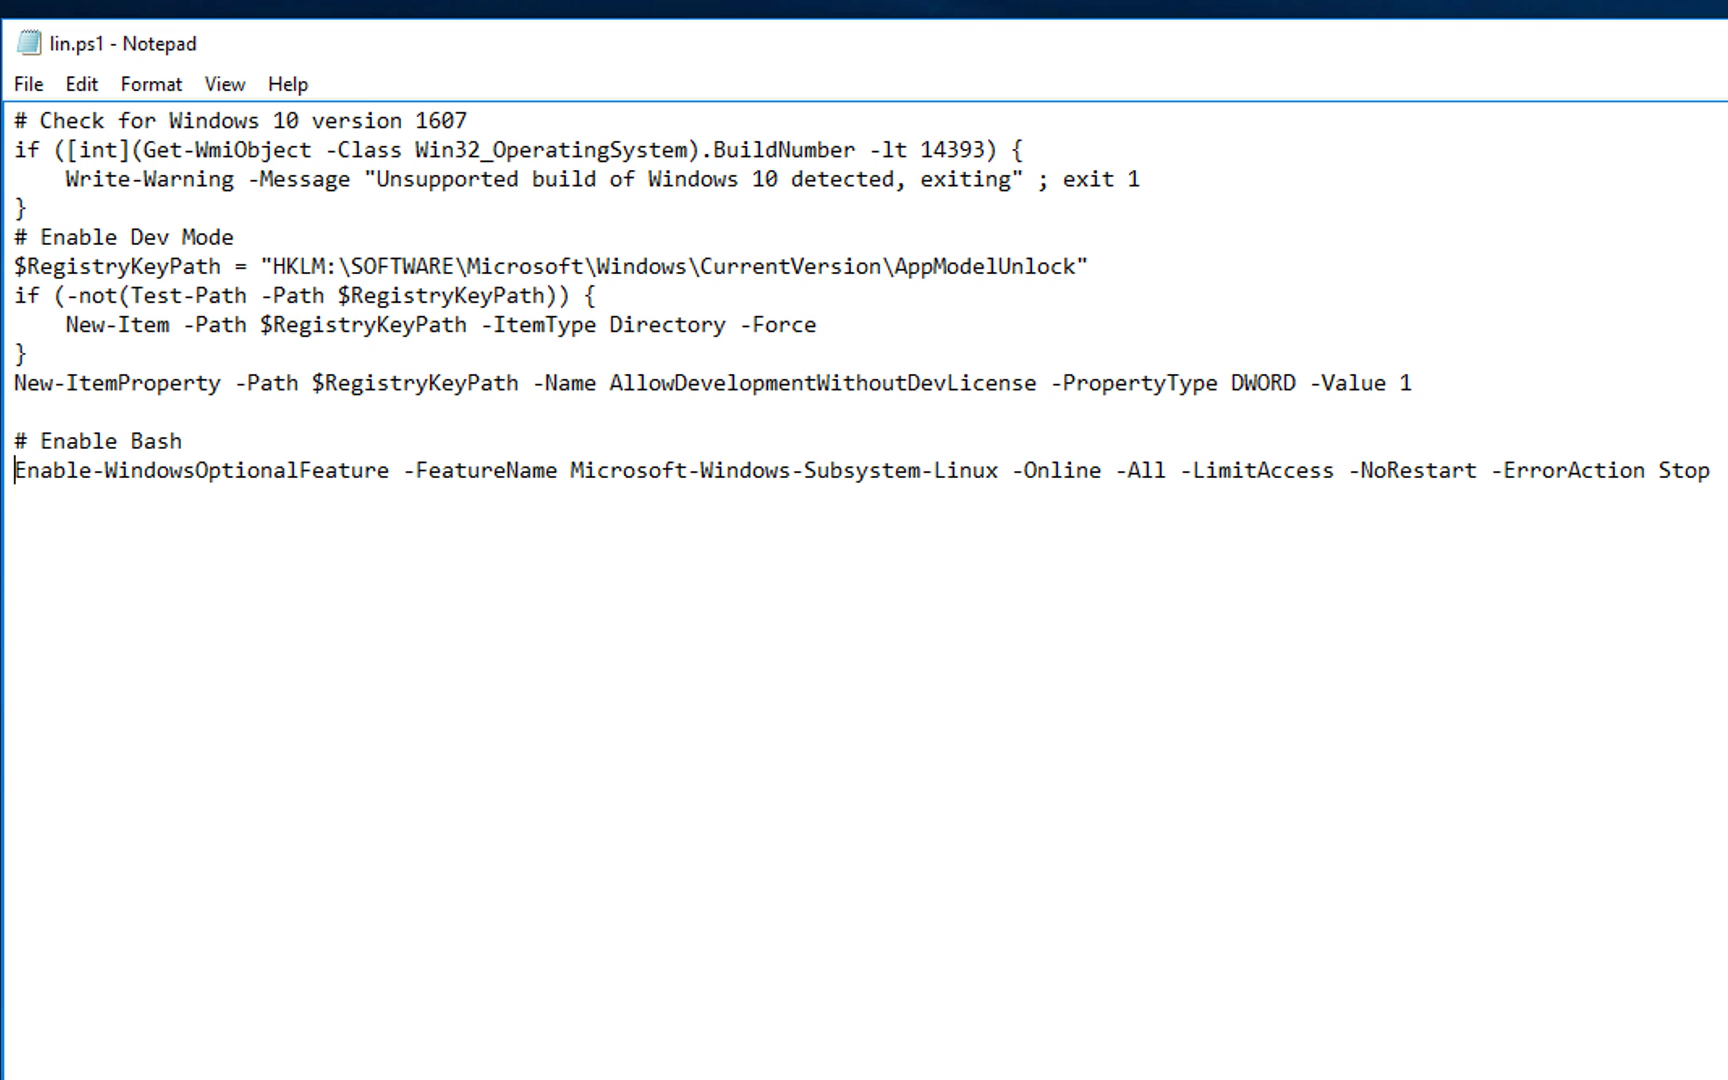 lin.ps1 - Notepad
File Edit Format View Help
# Check for Windows 10 version 1607
if ([int](Get-WmiObject -Class Win32_OperatingSystem).BuildNumber -lt 14393) {
    Write-Warning -Message "Unsupported build of Windows 10 detected, exiting" ; exit 1
}
# Enable Dev Mode
$RegistryKeyPath = "HKLM:\SOFTWARE\Microsoft\Windows\CurrentVersion\AppModelUnlock"
if (-not(Test-Path -Path $RegistryKeyPath)) {
    New-Item -Path $RegistryKeyPath -ItemType Directory -Force
}
New-ItemProperty -Path $RegistryKeyPath -Name AllowDevelopmentWithoutDevLicense -PropertyType DWORD -Value 1
# Enable Bash
Enable-WindowsOptionalFeature -FeatureName Microsoft-Windows-Subsystem-Linux -Online -All -LimitAccess -NoRestart -ErrorAction Stop